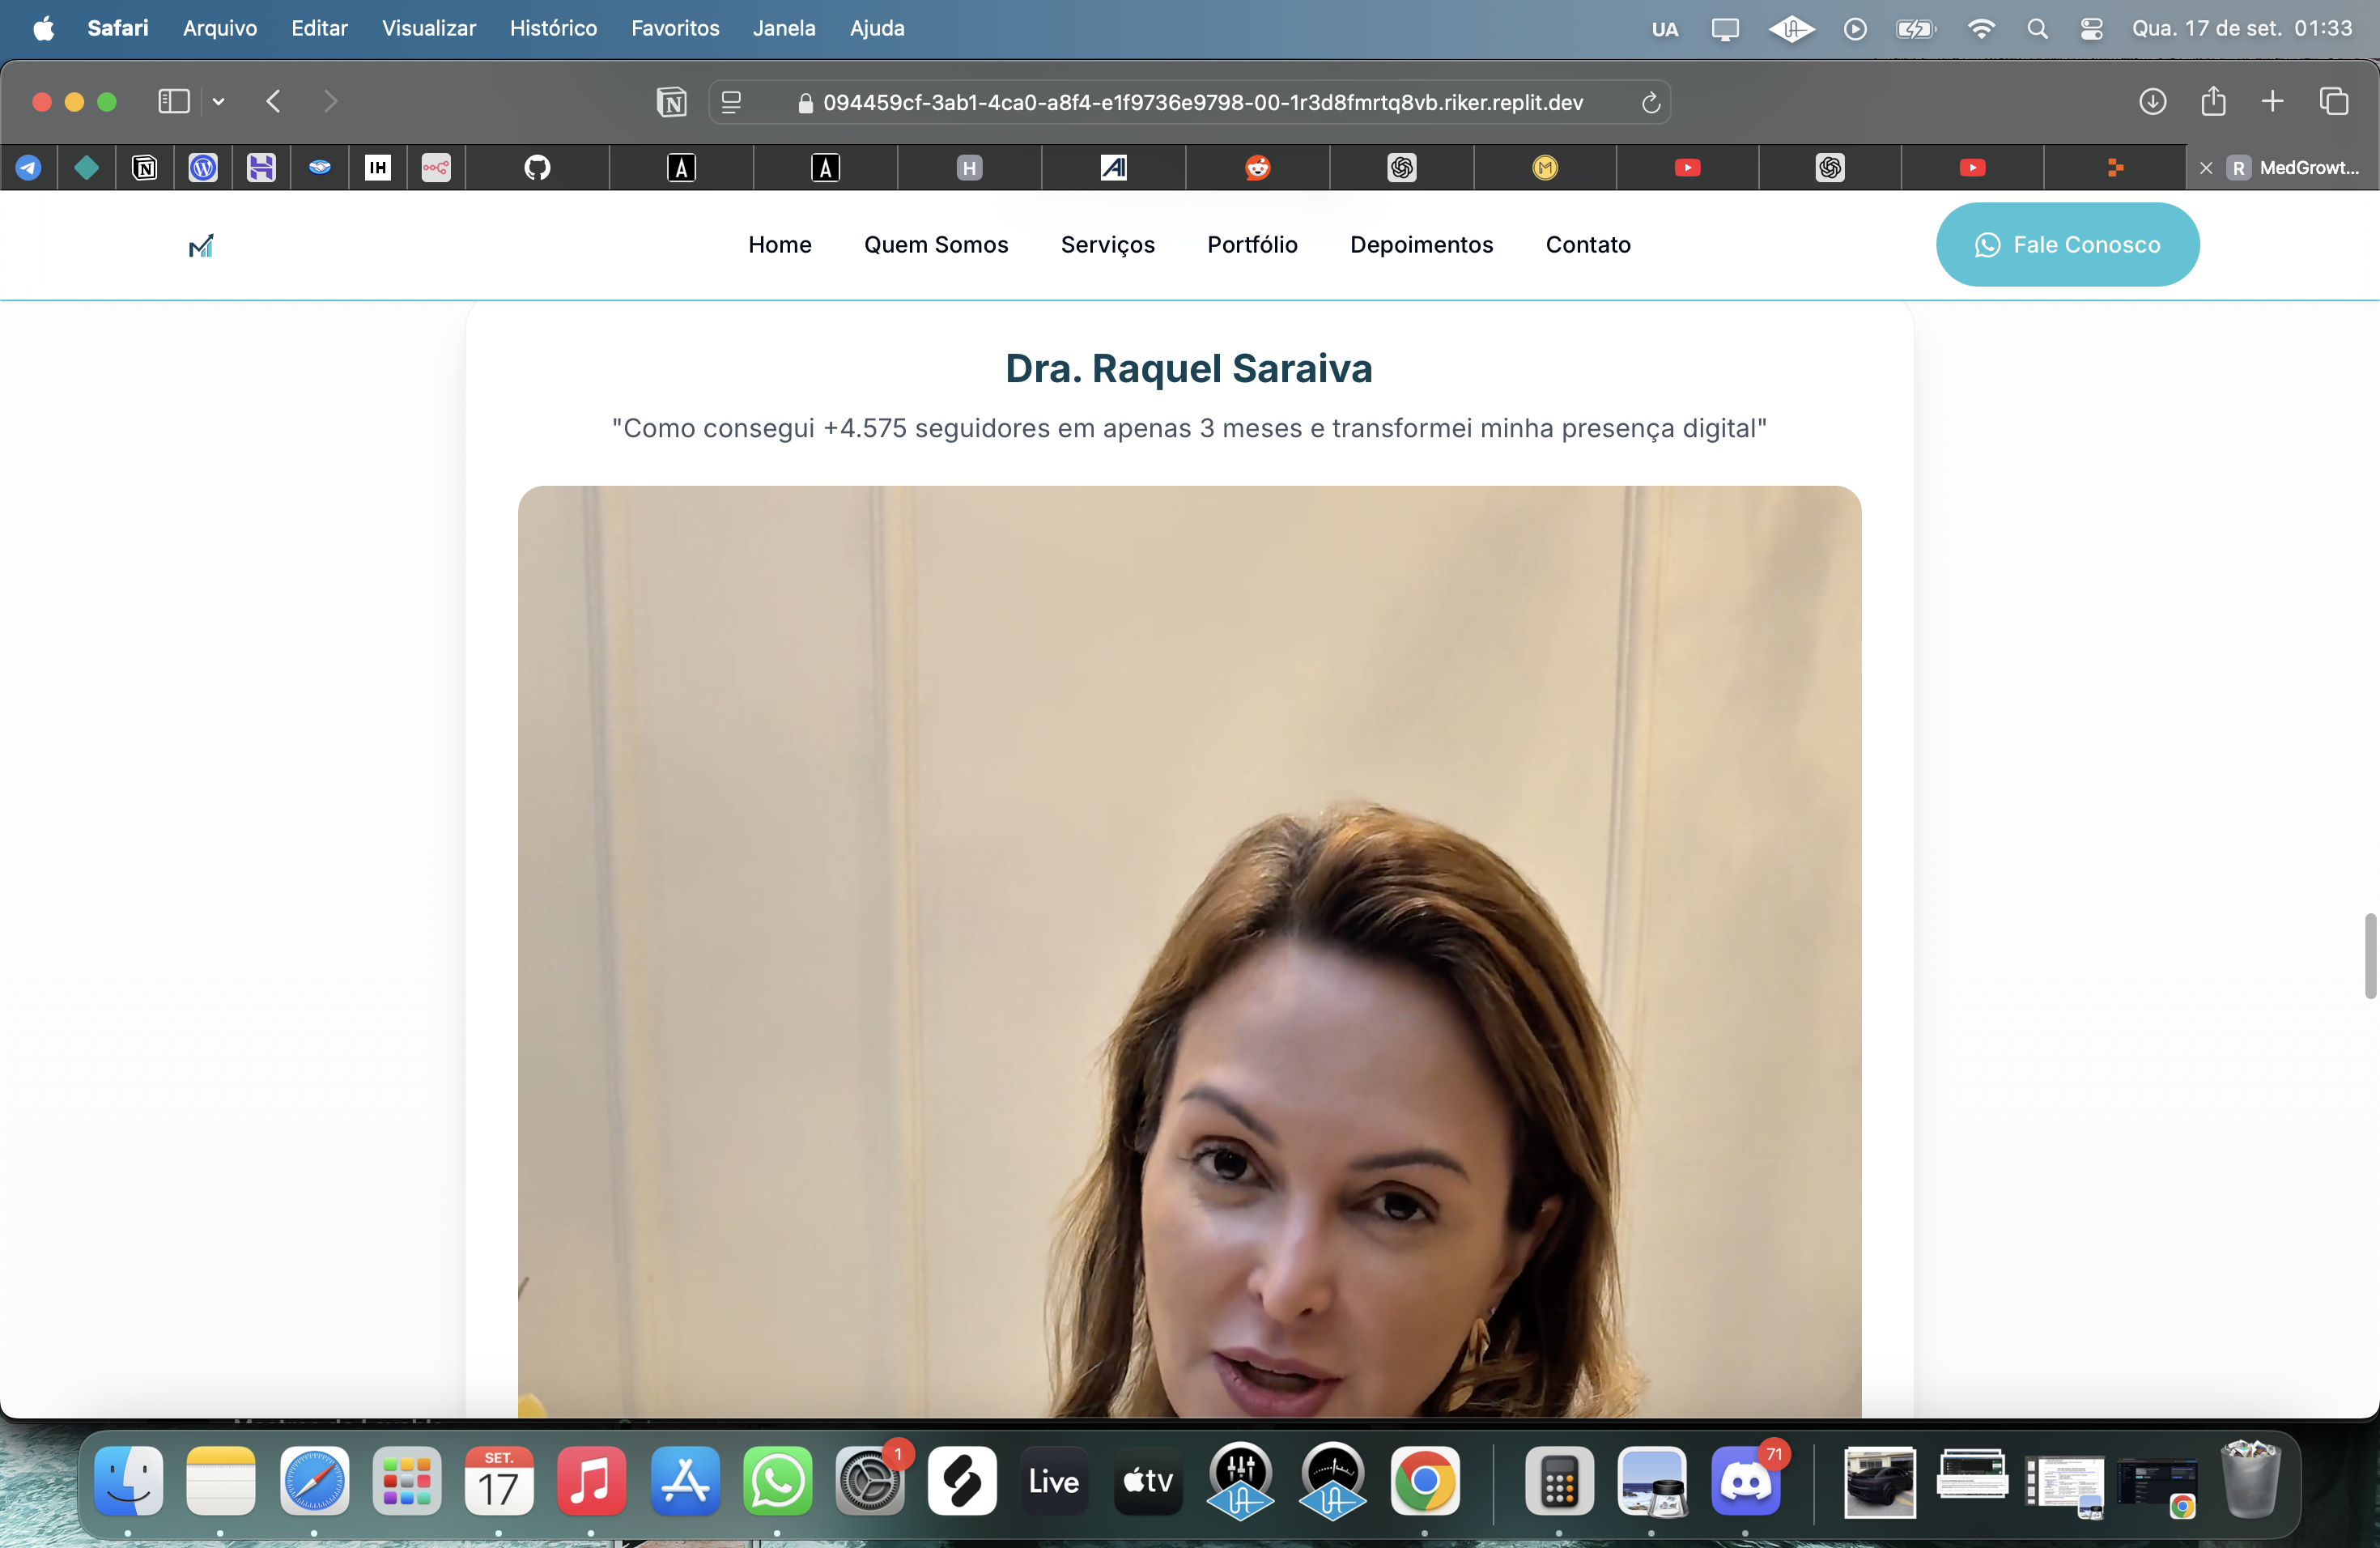 Safari Arquivo Editar Visualizar Histórico Favoritos Janela Ajuda UA Qua. 17 de set. 01:33
094459cf-3ab1-4ca0-a8f4-e1f9736e9798-00-1r3d8fmrtq8vb.riker.replit.dev
IH A A H AI M R MedGrowt...
Home Quem Somos Serviços Portfólio Depoimentos Contato Fale Conosco
Dra. Raquel Saraiva
"Como consegui +4.575 seguidores em apenas 3 meses e transformei minha presença digital"
SET.
17
1
Live
tv
71